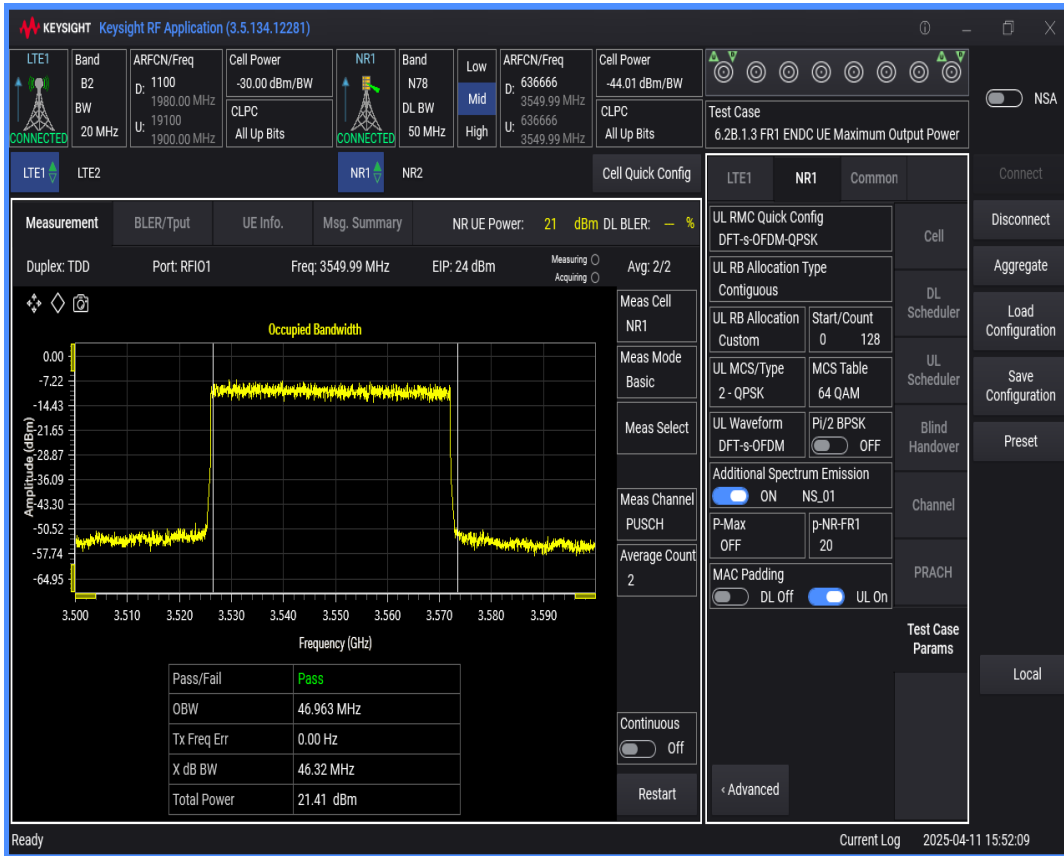 KEYSIGHT Keysight RF Application (3.5.134.12281)
LTE1
CONNECTED
Band
B2
BW
20 MHz
ARFCN/Freq
D: 1100
1980.00 MHz
U: 19100
1900.00 MHz
Cell Power
-30.00 dBm/BW
CLPC
All Up Bits
NR1
CONNECTED
Band
N78
DL BW
50 MHz
Low
Mid
High
ARFCN/Freq
D: 636666
3549.99 MHz
U: 636666
3549.99 MHz
Cell Power
-44.01 dBm/BW
CLPC
All Up Bits
Test Case
6.2B.1.3 FR1 ENDC UE Maximum Output Power
NSA
LTE1 LTE2 NR1 NR2 Cell Quick Config
Measurement BLER/Tput UE Info. Msg. Summary NR UE Power: 21 dBm DL BLER: — %
Duplex: TDD Port: RFIO1 Freq: 3549.99 MHz EIP: 24 dBm Measuring Avg: 2/2
Acquiring
Occupied Bandwidth
0.00
-7.22
-14.43
-21.65
-28.87
-36.09
-43.30
-50.52
-57.74
-64.95
Amplitude (dBm)
3.500 3.510 3.520 3.530 3.540 3.550 3.560 3.570 3.580 3.590
Frequency (GHz)
Pass/Fail Pass
OBW 46.963 MHz
Tx Freq Err 0.00 Hz
X dB BW 46.32 MHz
Total Power 21.41 dBm
Meas Cell
NR1
Meas Mode
Basic
Meas Select
Meas Channel
PUSCH
Average Count
2
Continuous
Off
Restart
LTE1 NR1 Common
UL RMC Quick Config
DFT-s-OFDM-QPSK
UL RB Allocation Type
Contiguous
UL RB Allocation Start/Count
Custom 0 128
UL MCS/Type MCS Table
2 - QPSK 64 QAM
UL Waveform Pi/2 BPSK
DFT-s-OFDM OFF
Additional Spectrum Emission
ON NS_01
P-Max p-NR-FR1
OFF 20
MAC Padding
DL Off UL On
< Advanced
Cell
DL
Scheduler
UL
Scheduler
Blind
Handover
Channel
PRACH
Test Case
Params
Connect
Disconnect
Aggregate
Load
Configuration
Save
Configuration
Preset
Local
Ready Current Log 2025-04-11 15:52:09